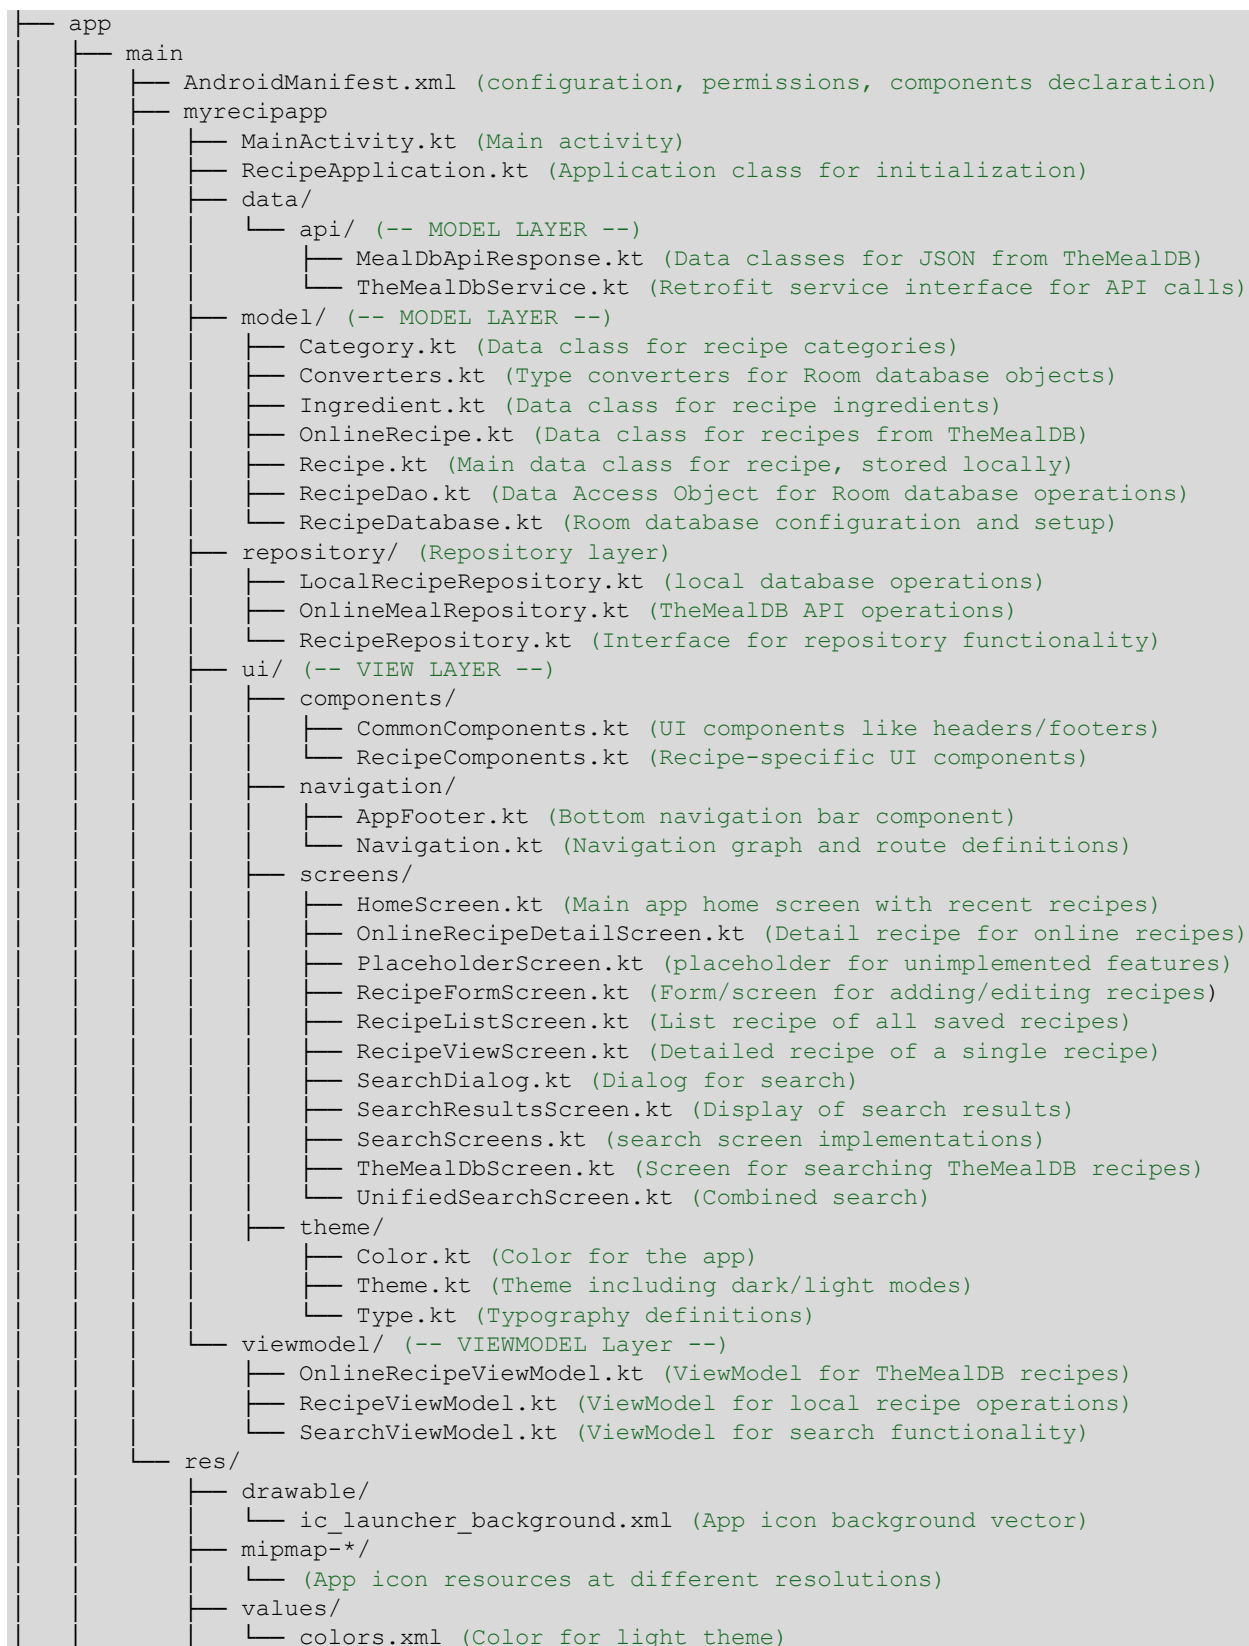 ├── app
│   ├── main
│   │   ├── AndroidManifest.xml (configuration, permissions, components declaration)
│   │   ├── myrecipapp
│   │   │   ├── MainActivity.kt (Main activity)
│   │   │   ├── RecipeApplication.kt (Application class for initialization)
│   │   │   ├── data/
│   │   │   │   └── api/ (-- MODEL LAYER --)
│   │   │   │       ├── MealDbApiResponse.kt (Data classes for JSON from TheMealDB)
│   │   │   │       └── TheMealDbService.kt (Retrofit service interface for API calls)
│   │   │   ├── model/ (-- MODEL LAYER --)
│   │   │   │   ├── Category.kt (Data class for recipe categories)
│   │   │   │   ├── Converters.kt (Type converters for Room database objects)
│   │   │   │   ├── Ingredient.kt (Data class for recipe ingredients)
│   │   │   │   ├── OnlineRecipe.kt (Data class for recipes from TheMealDB)
│   │   │   │   ├── Recipe.kt (Main data class for recipe, stored locally)
│   │   │   │   ├── RecipeDao.kt (Data Access Object for Room database operations)
│   │   │   │   └── RecipeDatabase.kt (Room database configuration and setup)
│   │   │   ├── repository/ (Repository layer)
│   │   │   │   ├── LocalRecipeRepository.kt (local database operations)
│   │   │   │   ├── OnlineMealRepository.kt (TheMealDB API operations)
│   │   │   │   └── RecipeRepository.kt (Interface for repository functionality)
│   │   │   ├── ui/ (-- VIEW LAYER --)
│   │   │   │   ├── components/
│   │   │   │   │   ├── CommonComponents.kt (UI components like headers/footers)
│   │   │   │   │   └── RecipeComponents.kt (Recipe-specific UI components)
│   │   │   │   ├── navigation/
│   │   │   │   │   ├── AppFooter.kt (Bottom navigation bar component)
│   │   │   │   │   └── Navigation.kt (Navigation graph and route definitions)
│   │   │   │   ├── screens/
│   │   │   │   │   ├── HomeScreen.kt (Main app home screen with recent recipes)
│   │   │   │   │   ├── OnlineRecipeDetailScreen.kt (Detail recipe for online recipes)
│   │   │   │   │   ├── PlaceholderScreen.kt (placeholder for unimplemented features)
│   │   │   │   │   ├── RecipeFormScreen.kt (Form/screen for adding/editing recipes)
│   │   │   │   │   ├── RecipeListScreen.kt (List recipe of all saved recipes)
│   │   │   │   │   ├── RecipeViewScreen.kt (Detailed recipe of a single recipe)
│   │   │   │   │   ├── SearchDialog.kt (Dialog for search)
│   │   │   │   │   ├── SearchResultsScreen.kt (Display of search results)
│   │   │   │   │   ├── SearchScreens.kt (search screen implementations)
│   │   │   │   │   ├── TheMealDbScreen.kt (Screen for searching TheMealDB recipes)
│   │   │   │   │   └── UnifiedSearchScreen.kt (Combined search)
│   │   │   │   ├── theme/
│   │   │   │       ├── Color.kt (Color for the app)
│   │   │   │       ├── Theme.kt (Theme including dark/light modes)
│   │   │   │       └── Type.kt (Typography definitions)
│   │   │   └── viewmodel/ (-- VIEWMODEL Layer --)
│   │   │       ├── OnlineRecipeViewModel.kt (ViewModel for TheMealDB recipes)
│   │   │       ├── RecipeViewModel.kt (ViewModel for local recipe operations)
│   │   │       └── SearchViewModel.kt (ViewModel for search functionality)
│   │   └── res/
│   │       ├── drawable/
│   │       │   └── ic_launcher_background.xml (App icon background vector)
│   │       ├── mipmap-*/
│   │       │   └── (App icon resources at different resolutions)
│   │       ├── values/
│   │       │   └── colors.xml (Color for light theme)